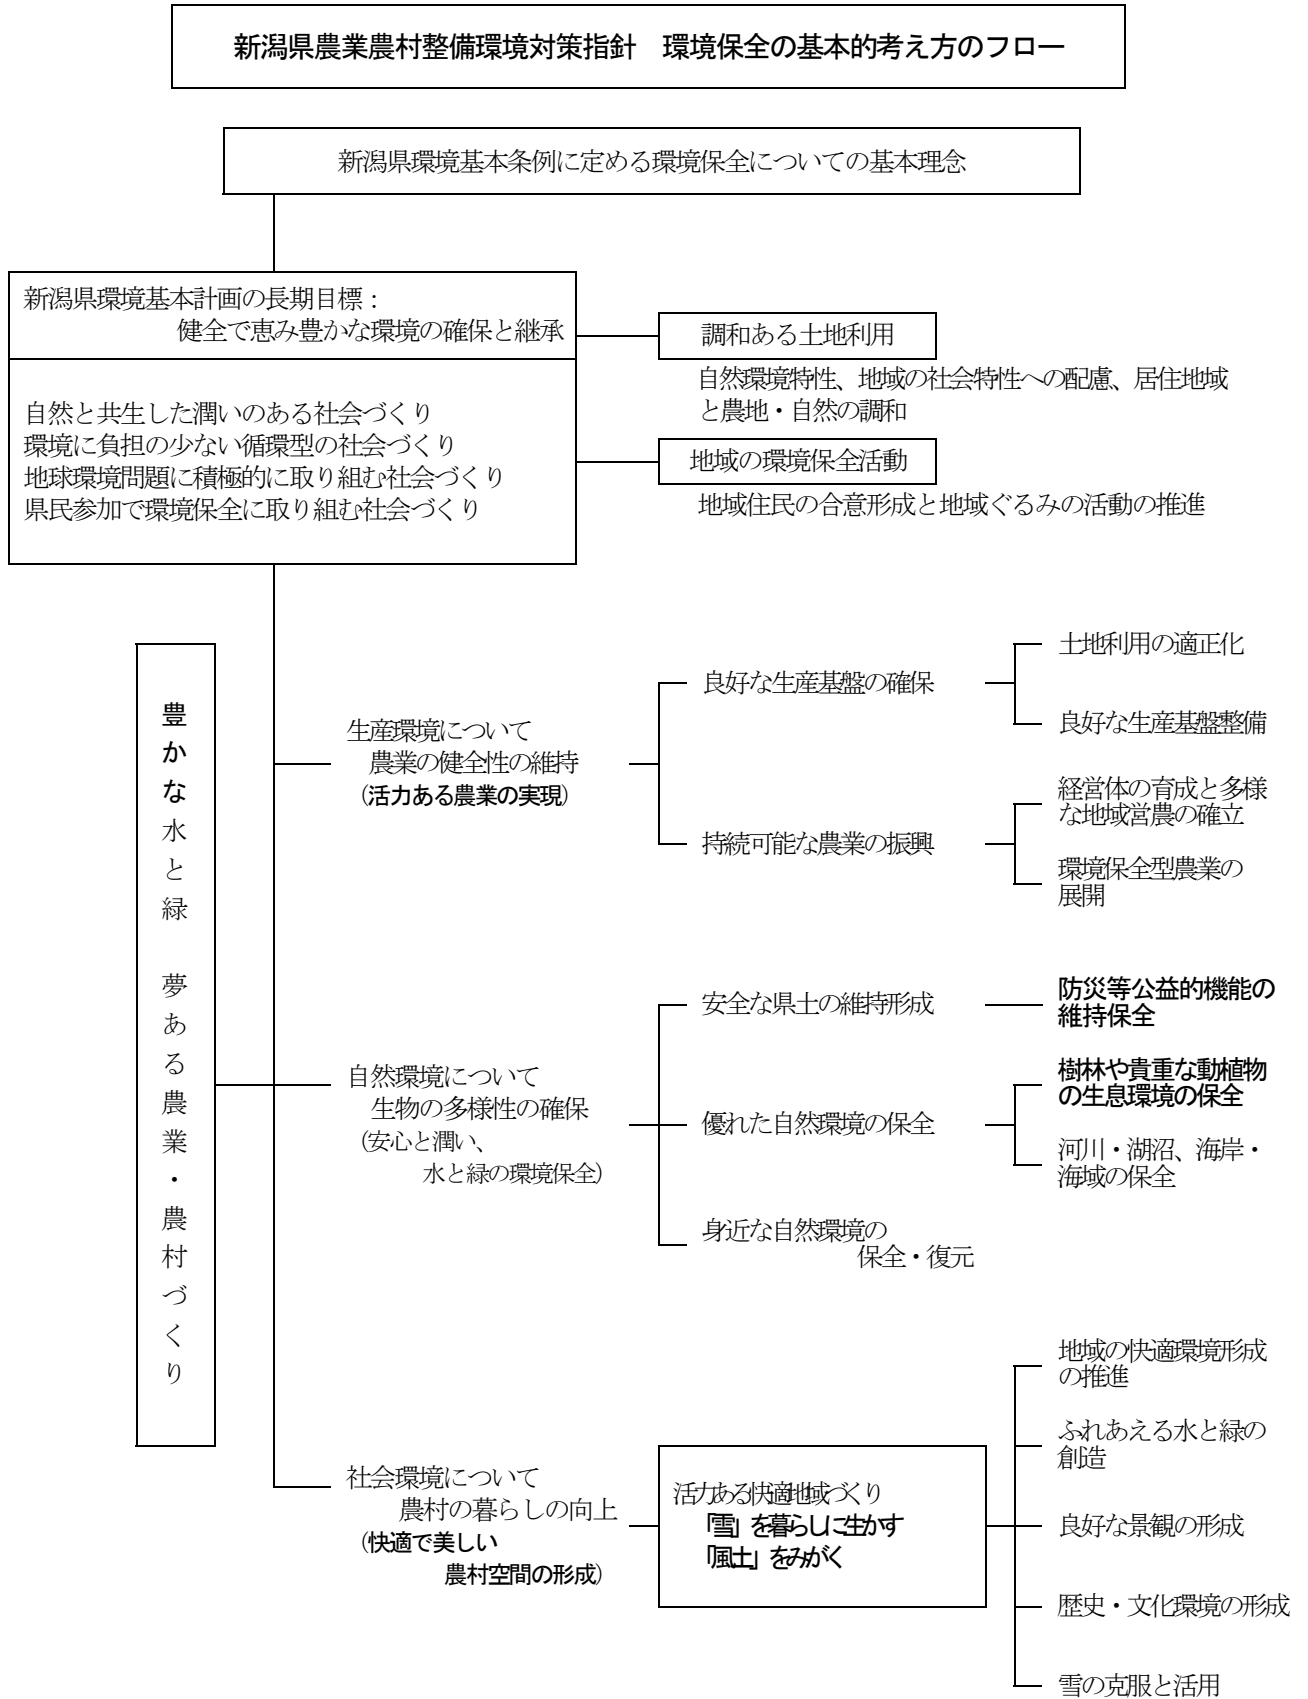 新潟県農業農村整備環境対策指針　環境保全の基本的考え方のフロー
新潟県環境基本条例に定める環境保全についての基本理念
新潟県環境基本計画の長期目標：
健全で恵み豊かな環境の確保と継承
自然と共生した潤いのある社会づくり
環境に負担の少ない循環型の社会づくり
地球環境問題に積極的に取り組む社会づくり
県民参加で環境保全に取り組む社会づくり
調和ある土地利用
自然環境特性、地域の社会特性への配慮、居住地域
と農地・自然の調和
地域の環境保全活動
地域住民の合意形成と地域ぐるみの活動の推進
豊かな水と緑　夢ある農業・農村づくり
生産環境について
農業の健全性の維持
（活力ある農業の実現）
良好な生産基盤の確保
土地利用の適正化
良好な生産基盤整備
持続可能な農業の振興
経営体の育成と多様
な地域営農の確立
環境保全型農業の
展開
自然環境について
生物の多様性の確保
（安心と潤い、
水と緑の環境保全）
安全な県土の維持形成
防災等公益的機能の
維持保全
優れた自然環境の保全
樹林や貴重な動植物
の生息環境の保全
河川・湖沼、海岸・
海域の保全
身近な自然環境の
保全・復元
社会環境について
農村の暮らしの向上
（快適で美しい
農村空間の形成）
活力ある快適地域づくり
「雪」を暮らしに生かす
「風土」をみがく
地域の快適環境形成
の推進
ふれあえる水と緑の
創造
良好な景観の形成
歴史・文化環境の形成
雪の克服と活用